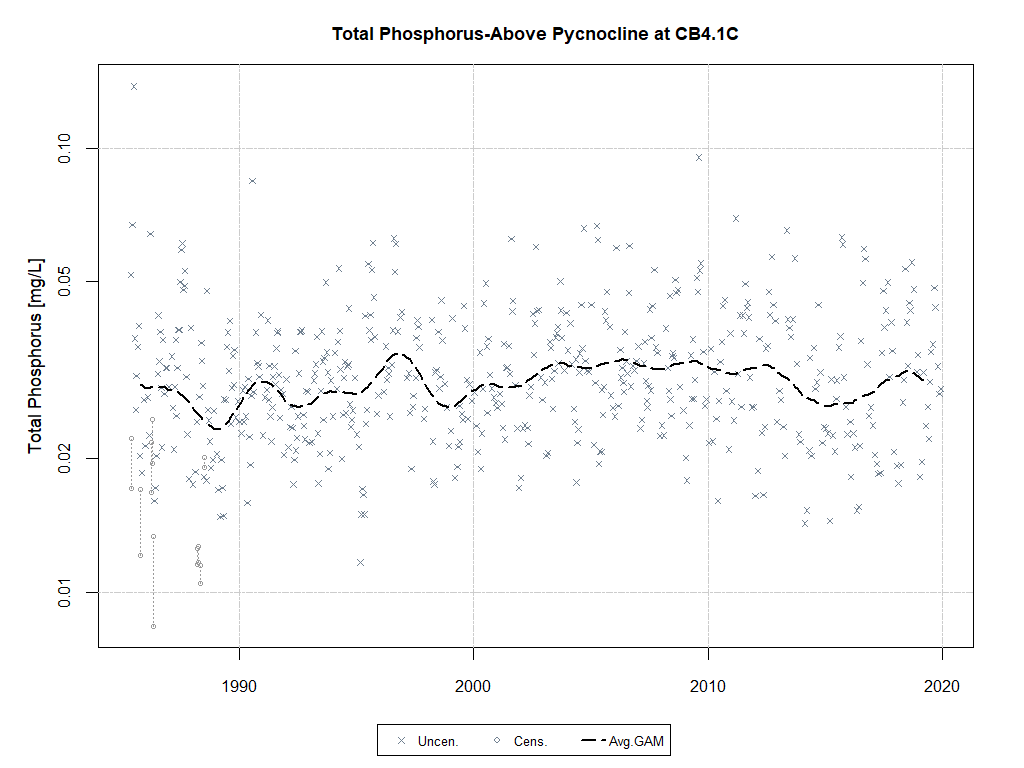 Total Phosphorus-Above Pycnocline at CB4.1C
Total Phosphorus [mg/L]
0.10
0.05
0.02
0.01
1990 2000 2010 2020
Uncen. Cens. Avg.GAM